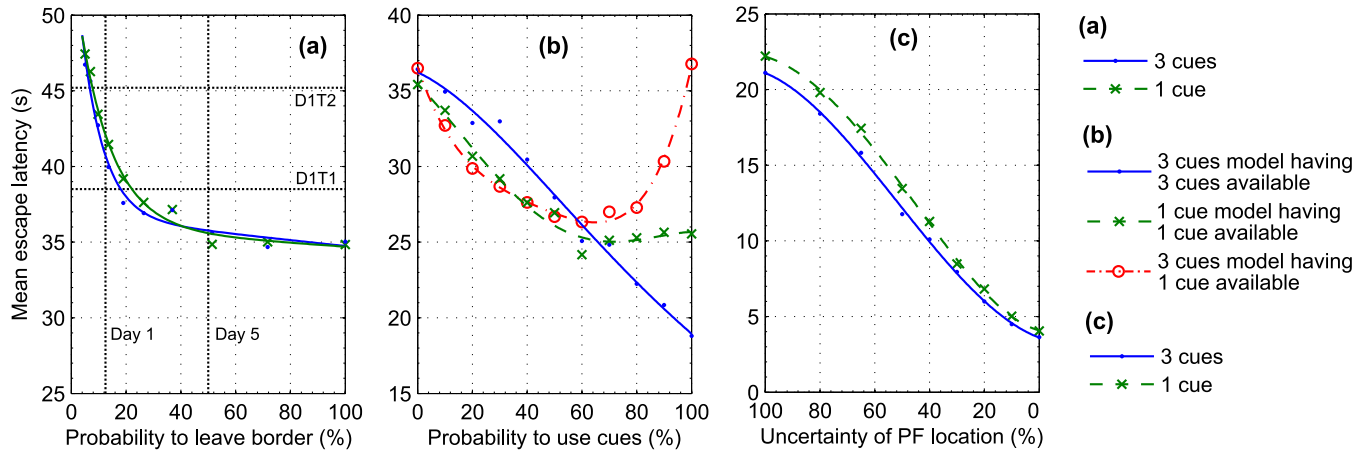 (a)
D1T2
D1T1
Day 1
Day 5
25
30
35
40
45
50
0
20
40
60
80
100
Mean escape latency (s)
Probability to leave border (%)
(b)
15
20
25
30
35
40
0
20
40
60
80
100
Probability to use cues (%)
(c)
0
5
10
15
20
25
100
80
60
40
20
0
Uncertainty of PF location (%)
(a)
3 cues
1 cue
(b)
3 cues model having
3 cues available
1 cue model having
1 cue available
3 cues model having
1 cue available
(c)
3 cues
1 cue